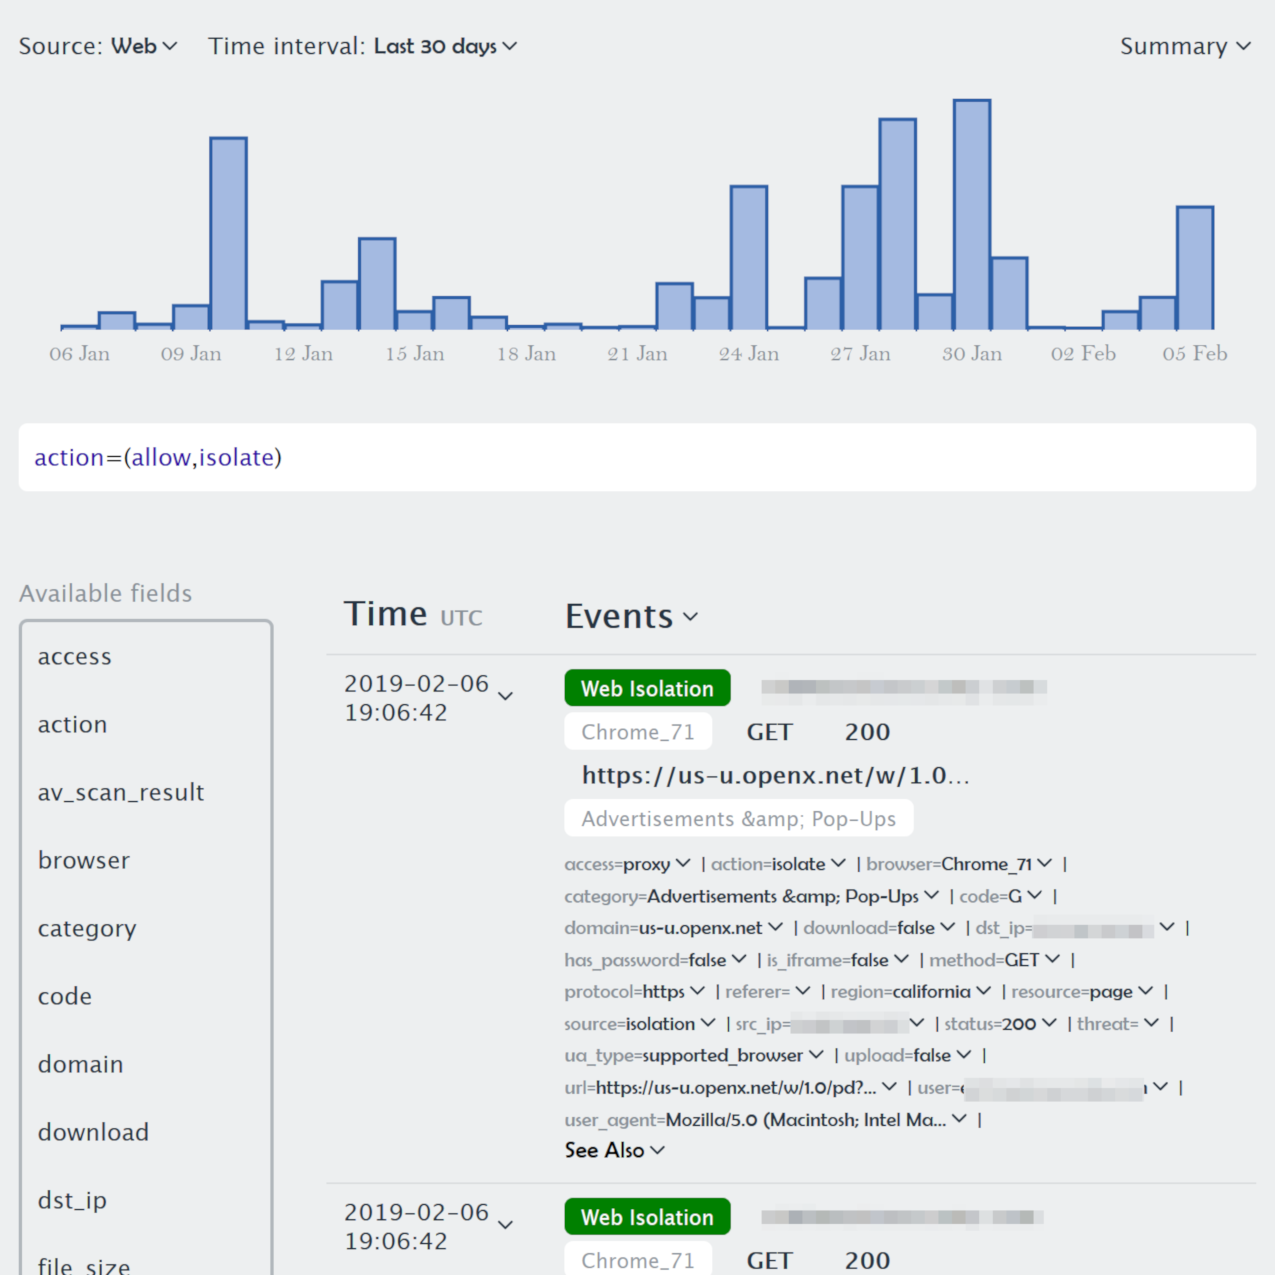 Source: Web Time interval: Last 30 days Summary
06 Jan 09 Jan 12 Jan 15 Jan 18 Jan 21 Jan 24 Jan 27 Jan 30 Jan 02 Feb 05 Feb
action=(allow,isolate)
Available fields
access
action
av_scan_result
browser
category
code
domain
download
dst_ip
file_size
Time UTC Events
2019-02-06
19:06:42
Web Isolation
Chrome_71 GET 200
https://us-u.openx.net/w/1.0...
Advertisements &amp; Pop-Ups
access=proxy | action=isolate | browser=Chrome_71 |
category=Advertisements &amp; Pop-Ups | code=G |
domain=us-u.openx.net | download=false | dst_ip= |
has_password=false | is_iframe=false | method=GET |
protocol=https | referer= | region=california | resource=page |
source=isolation | src_ip= | status=200 | threat= |
ua_type=supported_browser | upload=false |
url=https://us-u.openx.net/w/1.0/pd?... | user= |
user_agent=Mozilla/5.0 (Macintosh; Intel Ma... |
See Also
2019-02-06
19:06:42
Web Isolation
Chrome_71 GET 200